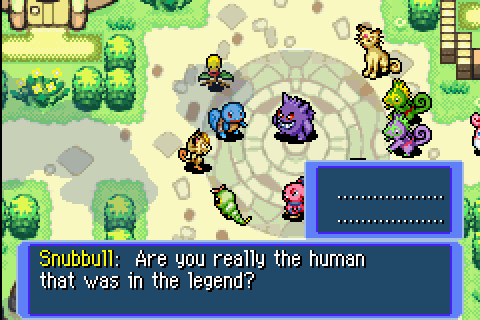 ..................
..................
Snubbull: Are you really the human
that was in the legend?